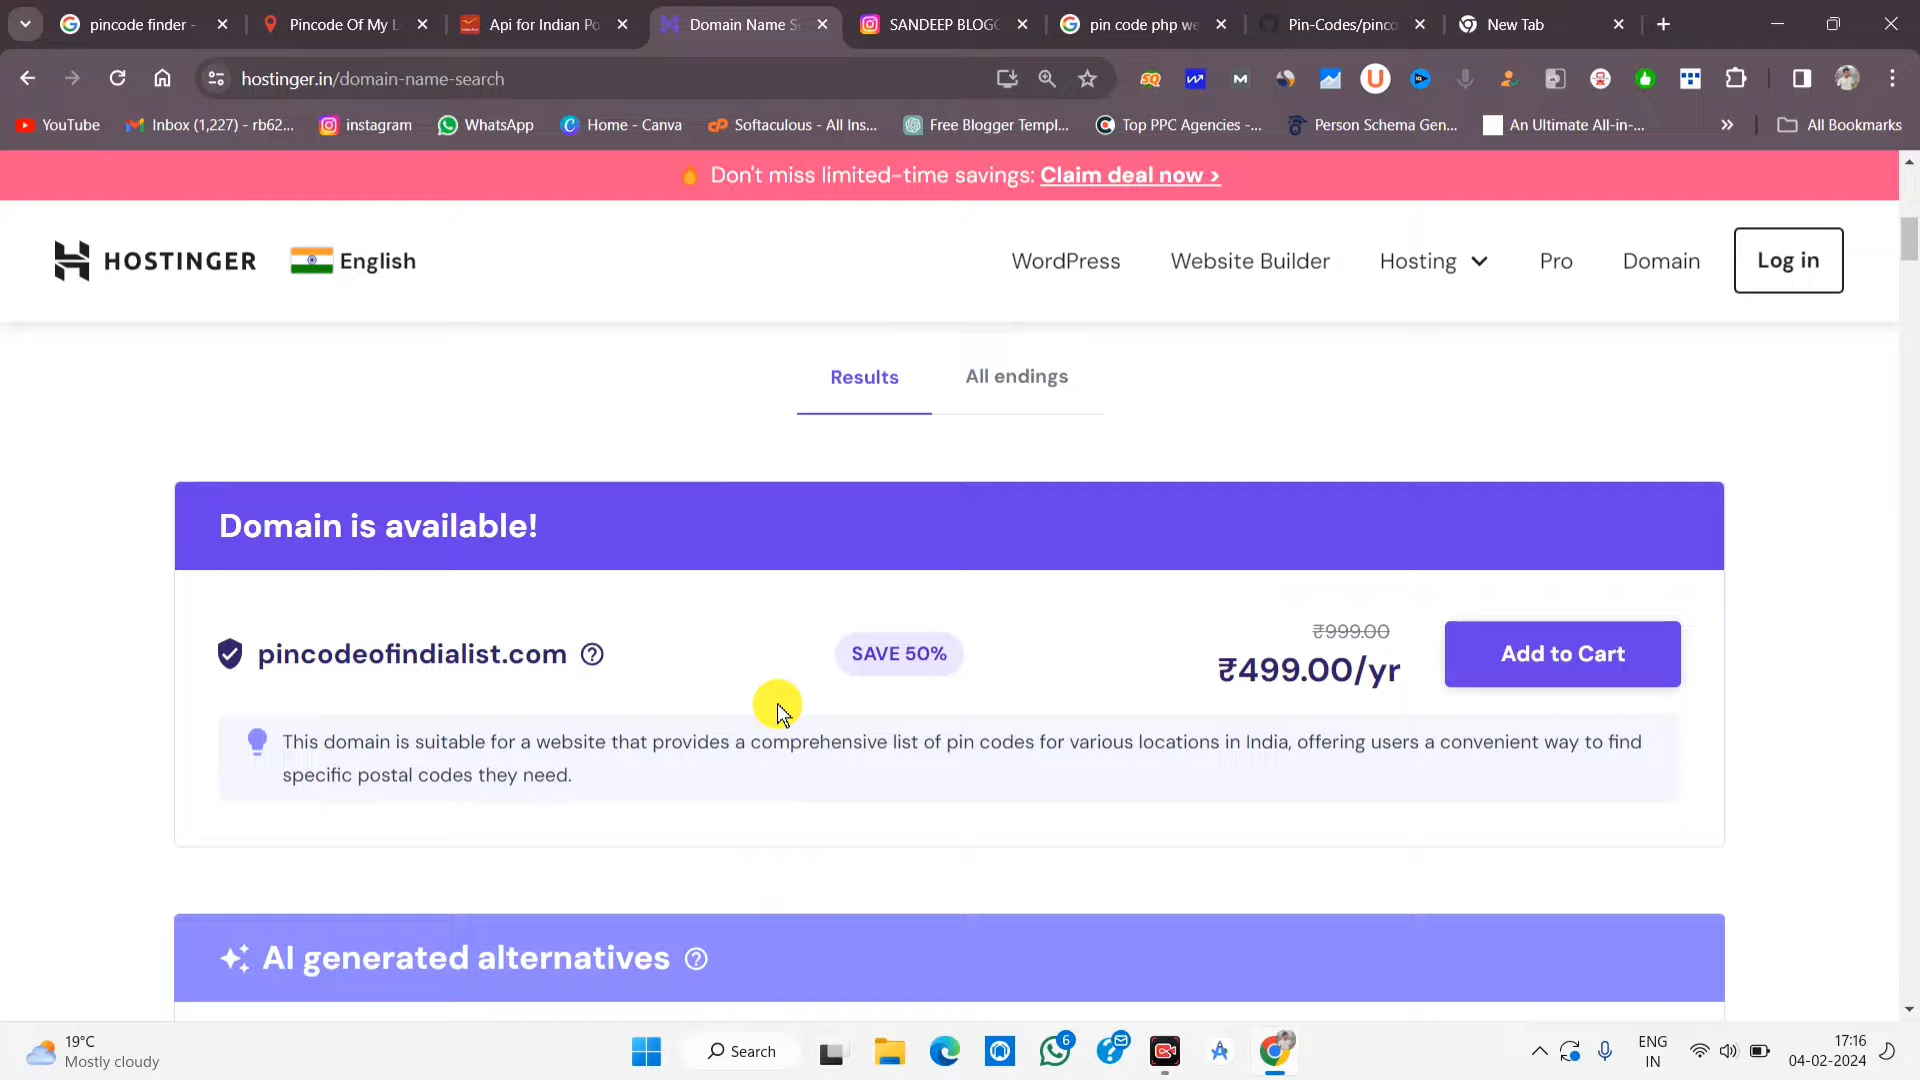 pincode finder -
Pincode Of My L
Api for Indian Po
Domain Name S
SANDEEP BLOGG
pin code php we
Pin-Codes/pinco
New Tab
hostinger.in/domain-name-search
YouTube
Inbox (1,227) - rb62...
instagram
WhatsApp
Home - Canva
Softaculous - All Ins...
Free Blogger Templ...
Top PPC Agencies -...
Person Schema Gen...
An Ultimate All-in-...
All Bookmarks
Don't miss limited-time savings: Claim deal now >
HOSTINGER
English
WordPress
Website Builder
Hosting
Pro
Domain
Log in
Results
All endings
Domain is available!
pincodeofindialist.com
SAVE 50%
₹999.00
₹499.00/yr
Add to Cart
This domain is suitable for a website that provides a comprehensive list of pin codes for various locations in India, offering users a convenient way to find
specific postal codes they need.
AI generated alternatives
19°C
Mostly cloudy
Search
6
ENG
IN
17:16
04-02-2024